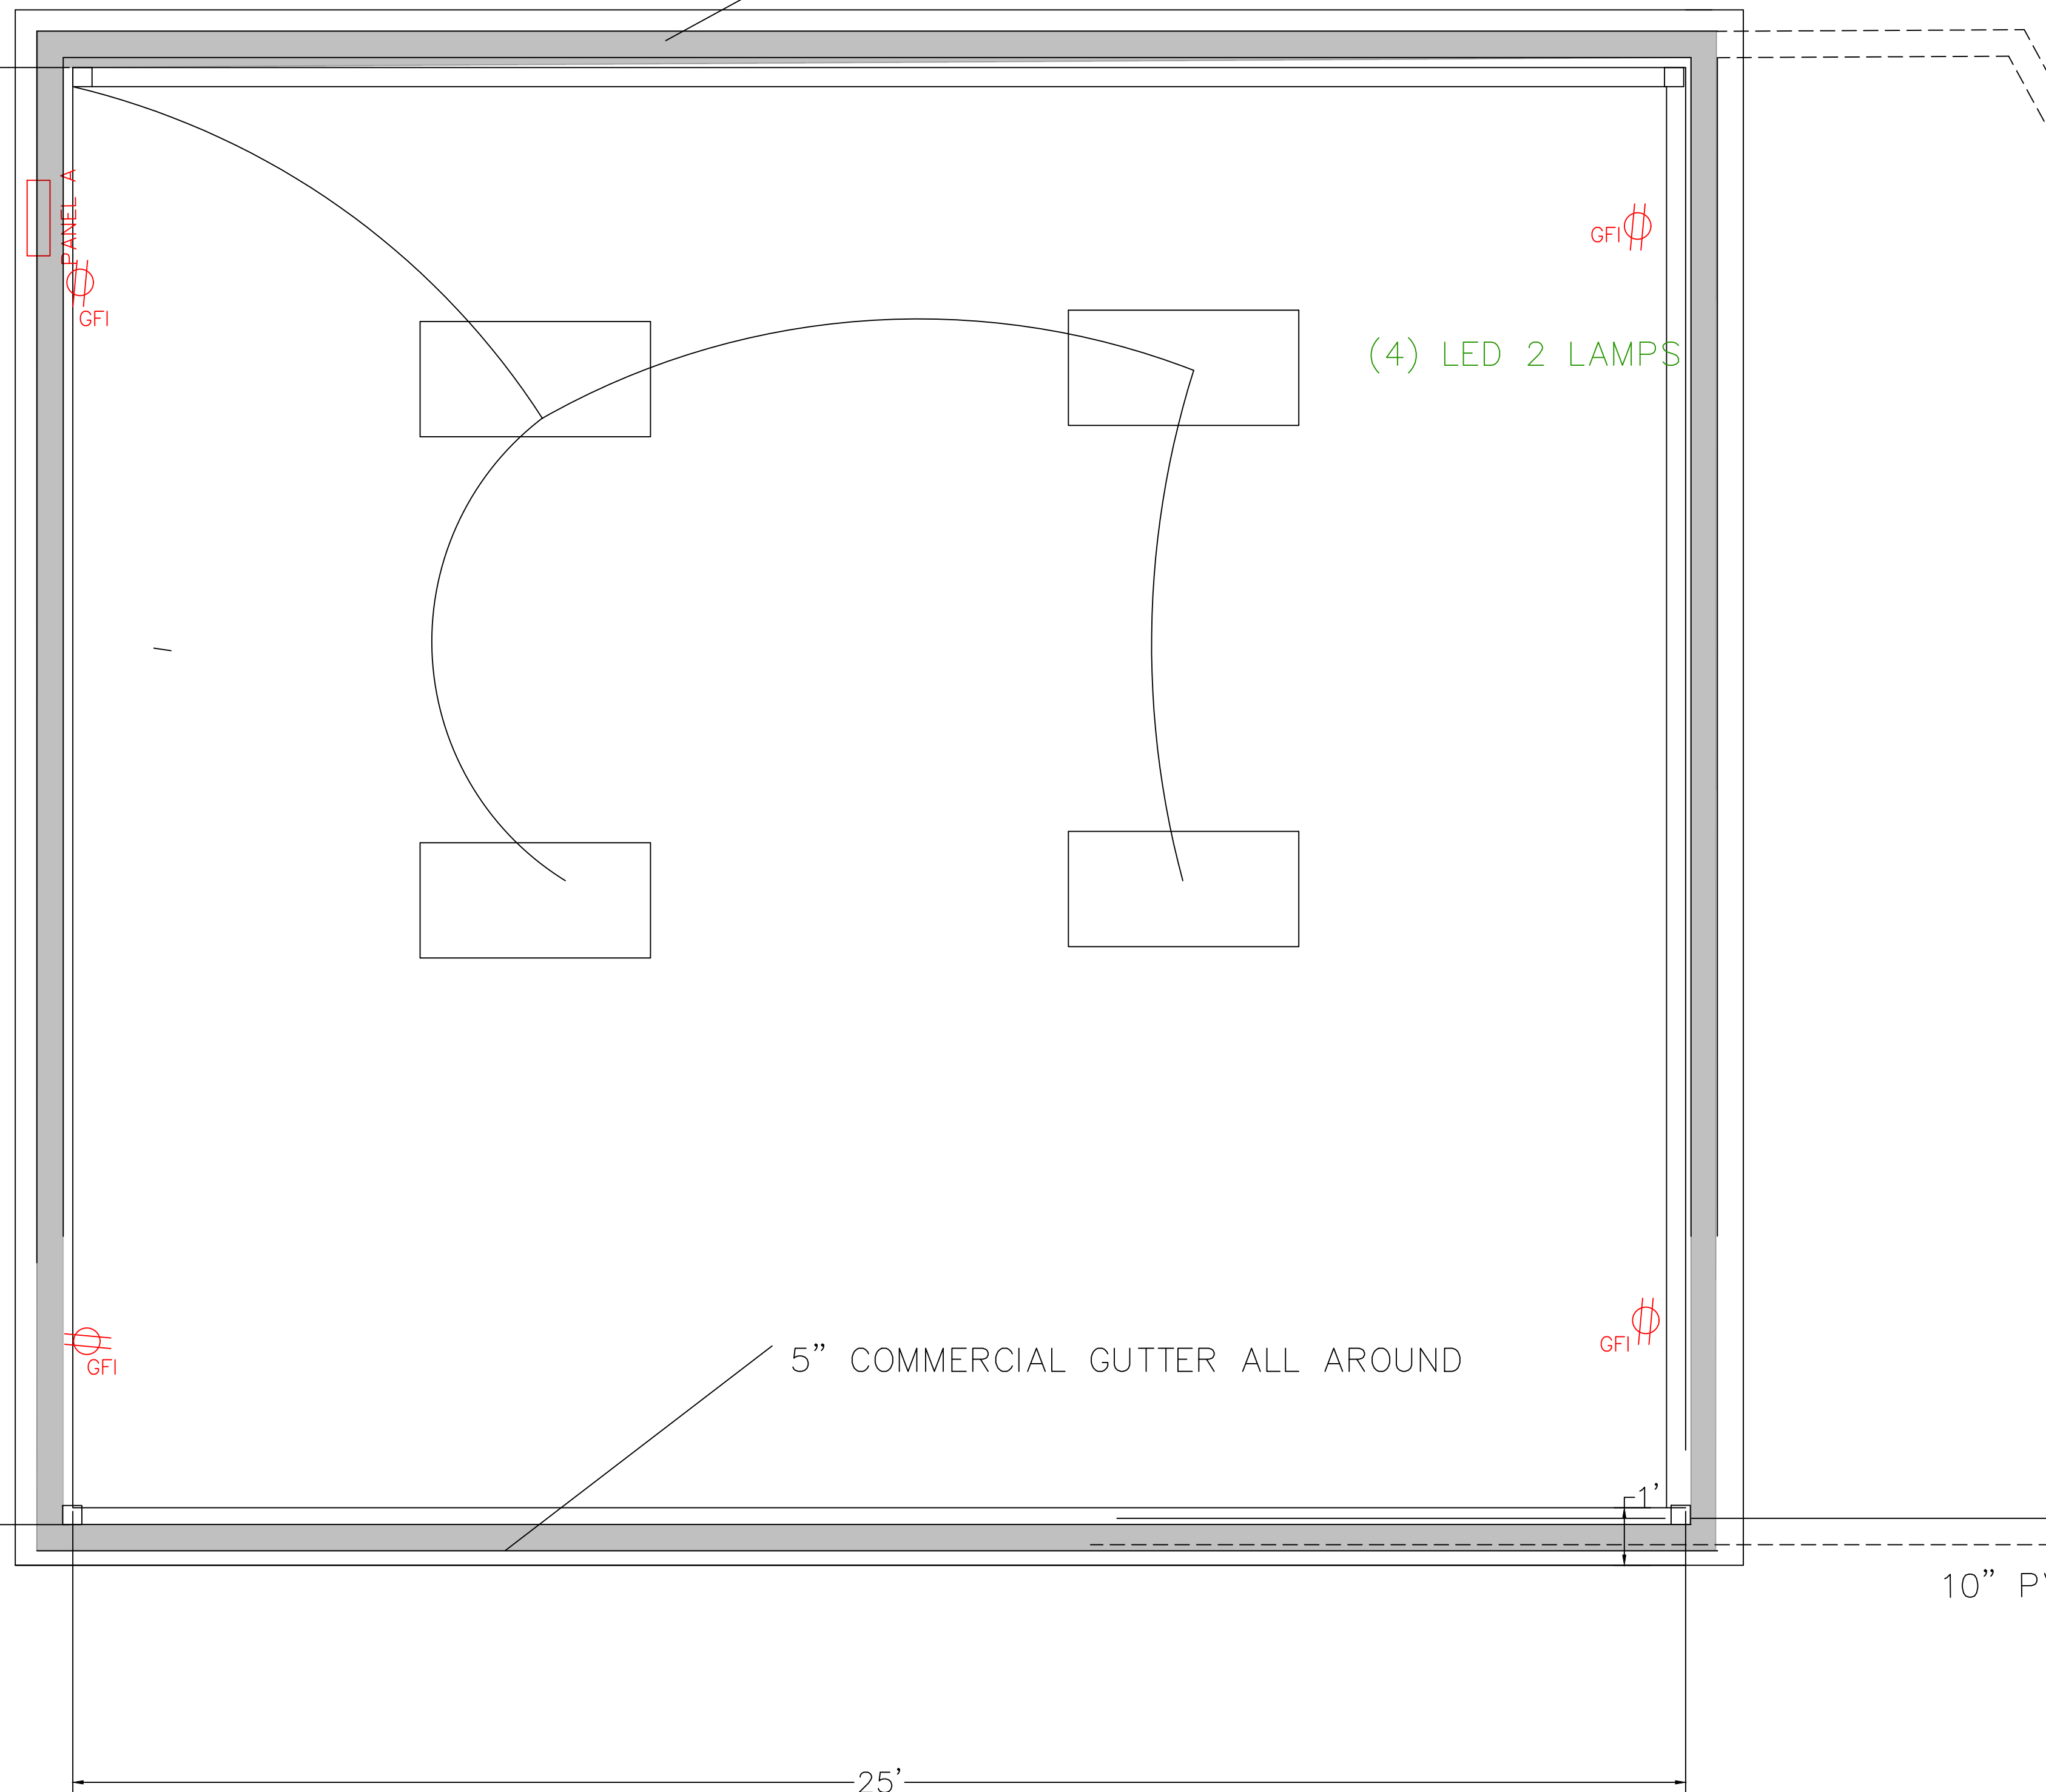 PANEL A
GFI
GFI
(4) LED 2 LAMPS
GFI
GFI
5" COMMERCIAL GUTTER ALL AROUND
1'
10"
25'